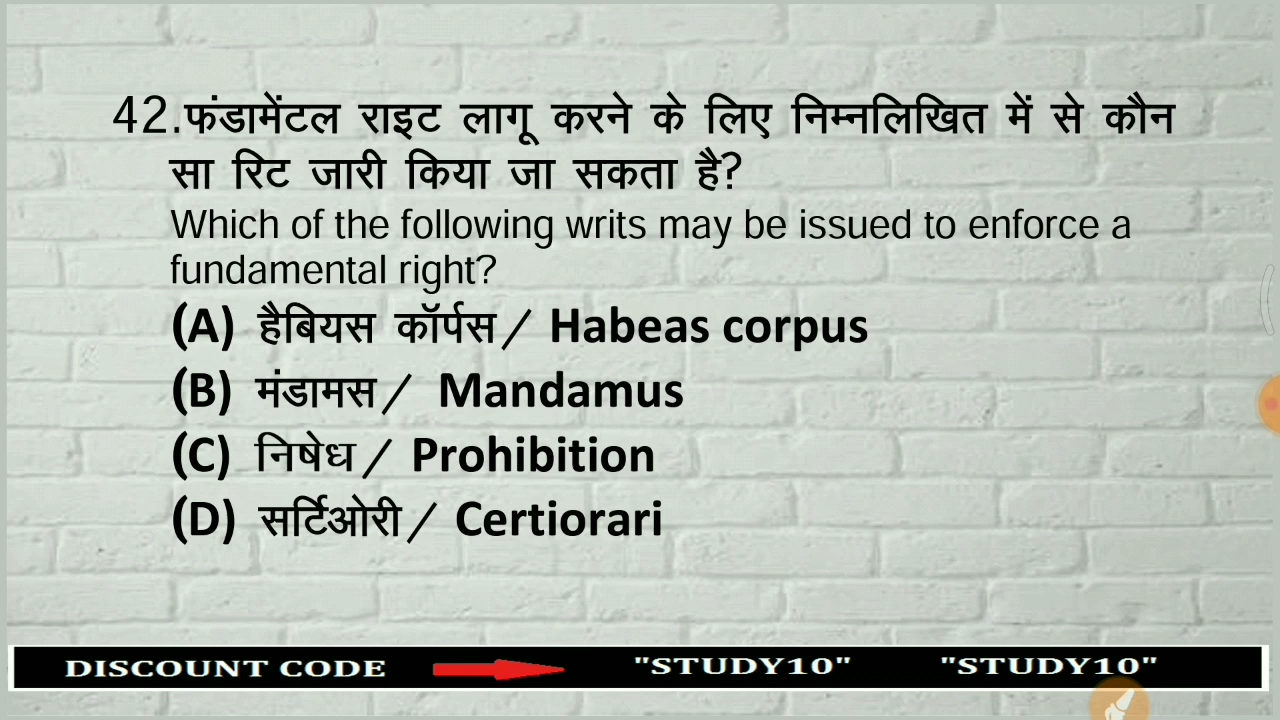 42.फंडामेंटल राइट लागू करने के लिए निम्नलिखित में से कौन
सा रिट जारी किया जा सकता है?
Which of the following writs may be issued to enforce a
fundamental right?
(A) हैबियस कॉर्पस/ Habeas corpus
(B) मंडामस/ Mandamus
(C) निषेध/ Prohibition
(D) सर्टिओरी/ Certiorari
DISCOUNT CODE "STUDY10" "STUDY10"